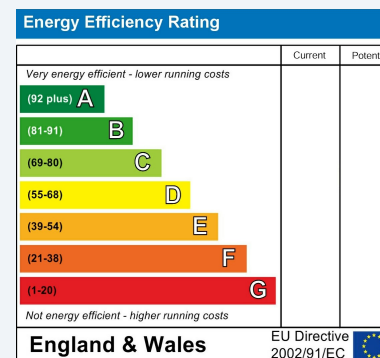 Energy Efficiency Rating
Current Potent
Very energy efficient - lower running costs
(92 plus) A
(81-91) B
(69-80) C
(55-68) D
(39-54) E
(21-38) F
(1-20) G
Not energy efficient - higher running costs
England & Wales
EU Directive
2002/91/EC